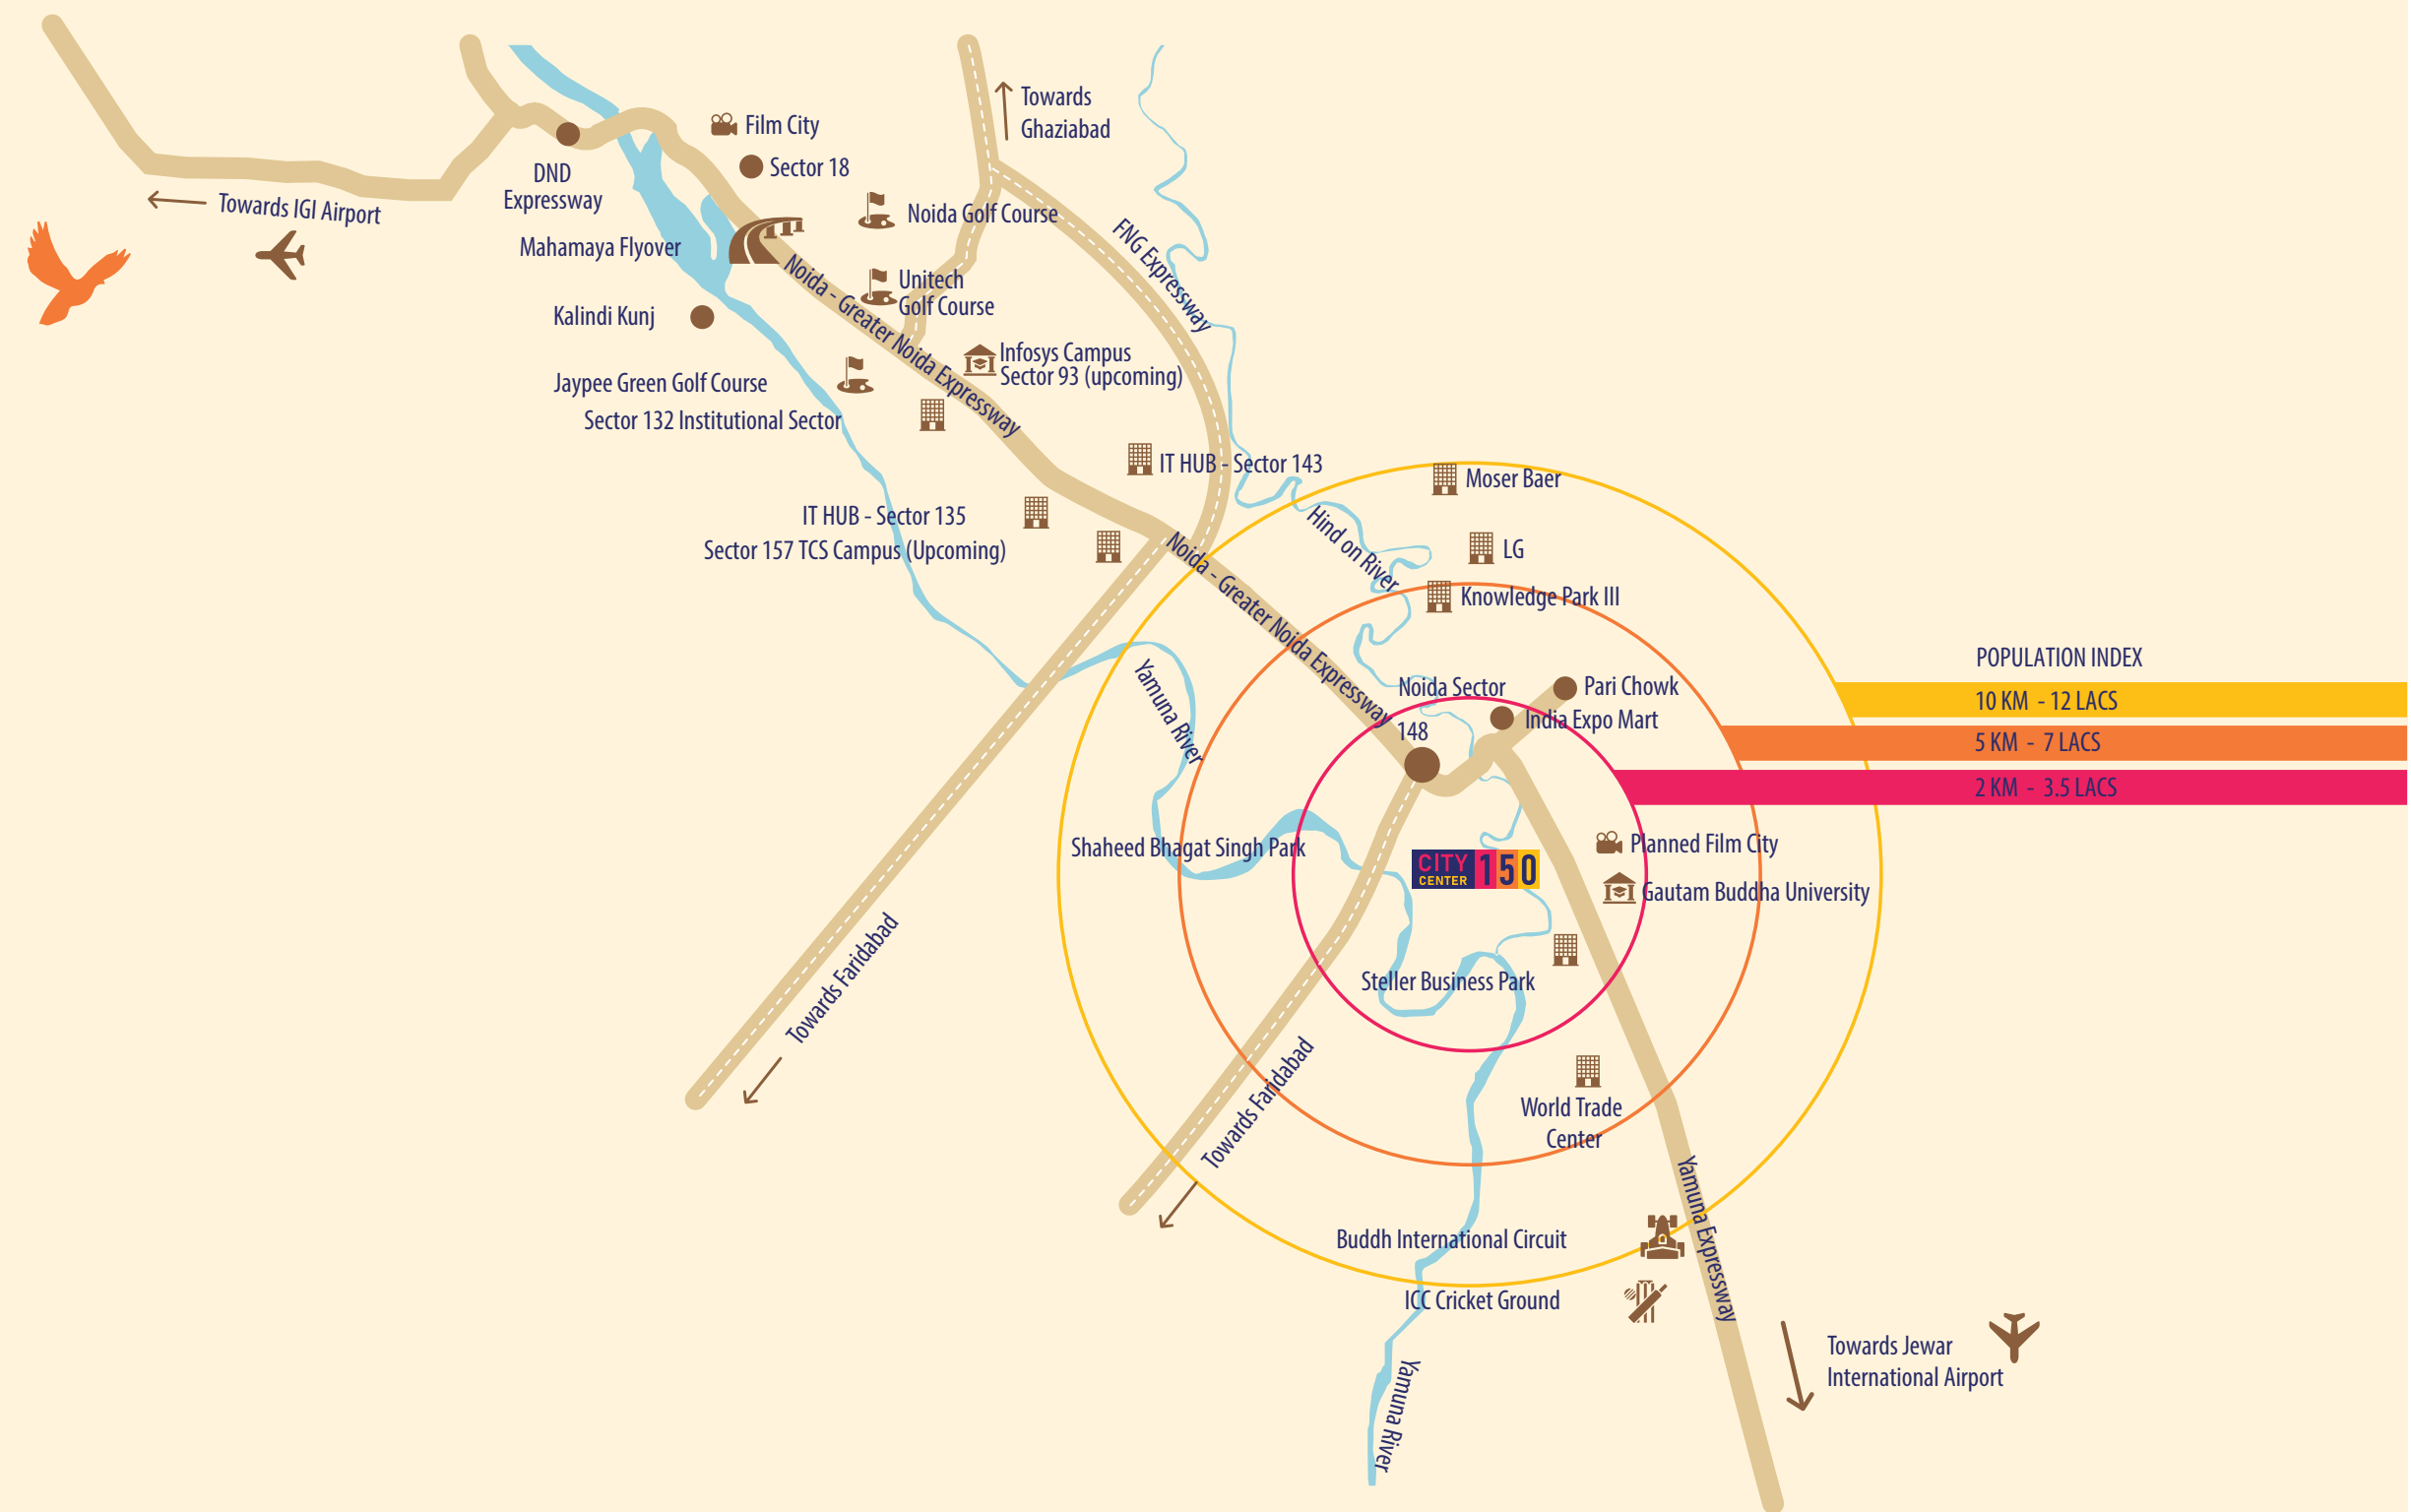 Towards
Ghaziabad
Film City
Sector 18
DND
Expressway
Towards IGI Airport
Noida Golf Course
Mahamaya Flyover
FNG Expressway
Unitech
Golf Course
Noida - Greater Noida Expressway
Kalindi Kunj
Infosys Campus
Sector 93 (upcoming)
Jaypee Green Golf Course
Sector 132 Institutional Sector
IT HUB - Sector 143
Moser Baer
IT HUB - Sector 135
Sector 157 TCS Campus (Upcoming)
Hind on River
LG
Knowledge Park III
Noida - Greater Noida Expressway
Yamuna River
Noida Sector
148
Pari Chowk
India Expo Mart
POPULATION INDEX
10 KM - 12 LACS
5 KM - 7 LACS
2 KM - 3.5 LACS
Shaheed Bhagat Singh Park
CITY
CENTER
150
Planned Film City
Gautam Buddha University
Steller Business Park
Towards Faridabad
Towards Faridabad
World Trade
Center
Yamuna Expressway
Buddh International Circuit
ICC Cricket Ground
Towards Jewar
International Airport
Yamuna River